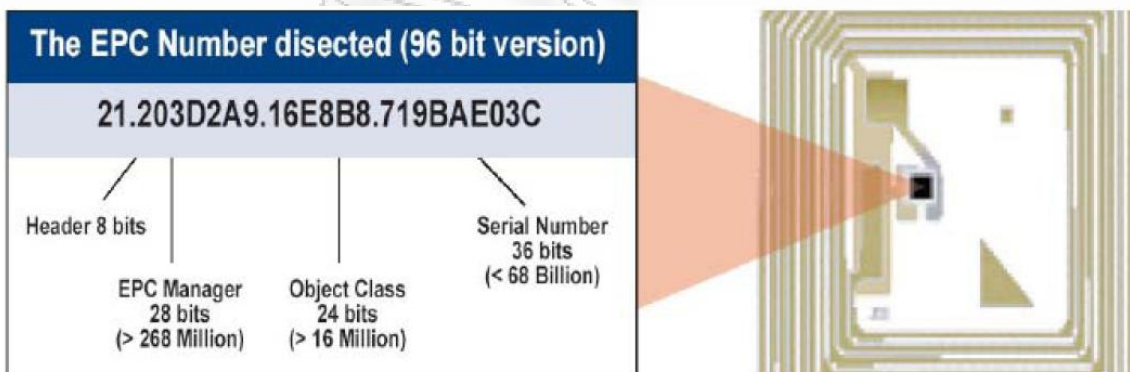 The EPC Number disected (96 bit version)
21.203D2A9.16E8B8.719BAE03C
Header 8 bits
EPC Manager
28 bits
(> 268 Million)
Object Class
24 bits
(> 16 Million)
Serial Number
36 bits
(< 68 Billion)